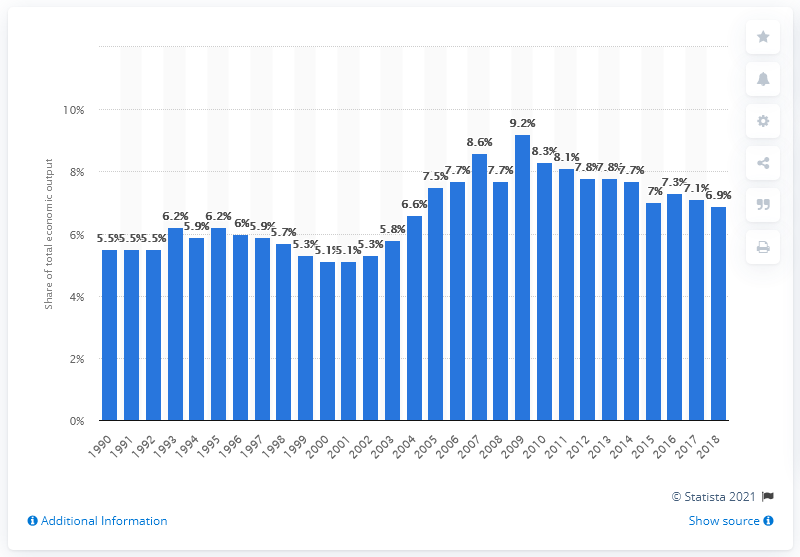 Share of total economic output
10%
8%
6%
4%
2%
0%
5.5% 5.5% 5.5% 6.2% 5.9% 6.2% 6% 5.9% 5.7% 5.3% 5.1% 5.1% 5.3% 5.8% 6.6% 7.5% 7.7% 8.6% 7.7% 9.2% 8.3% 8.1% 7.8% 7.8% 7.7% 7% 7.3% 7.1% 6.9%
1990 1991 1992 1993 1994 1995 1996 1997 1998 1999 2000 2001 2002 2003 2004 2005 2006 2007 2008 2009 2010 2011 2012 2013 2014 2015 2016 2017 2018
© Statista 2021
Additional Information
Show source